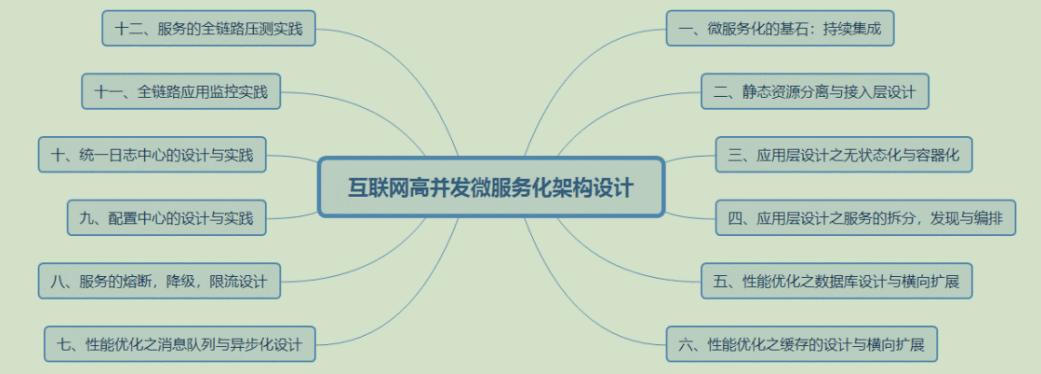 互联网高并发微服务化架构设计
一、微服务化的基石：持续集成
二、静态资源分离与接入层设计
三、应用层设计之无状态化与容器化
四、应用层设计之服务的拆分，发现与编排
五、性能优化之数据库设计与横向扩展
六、性能优化之缓存的设计与横向扩展
七、性能优化之消息队列与异步化设计
八、服务的熔断，降级，限流设计
九、配置中心的设计与实践
十、统一日志中心的设计与实践
十一、全链路应用监控实践
十二、服务的全链路压测实践